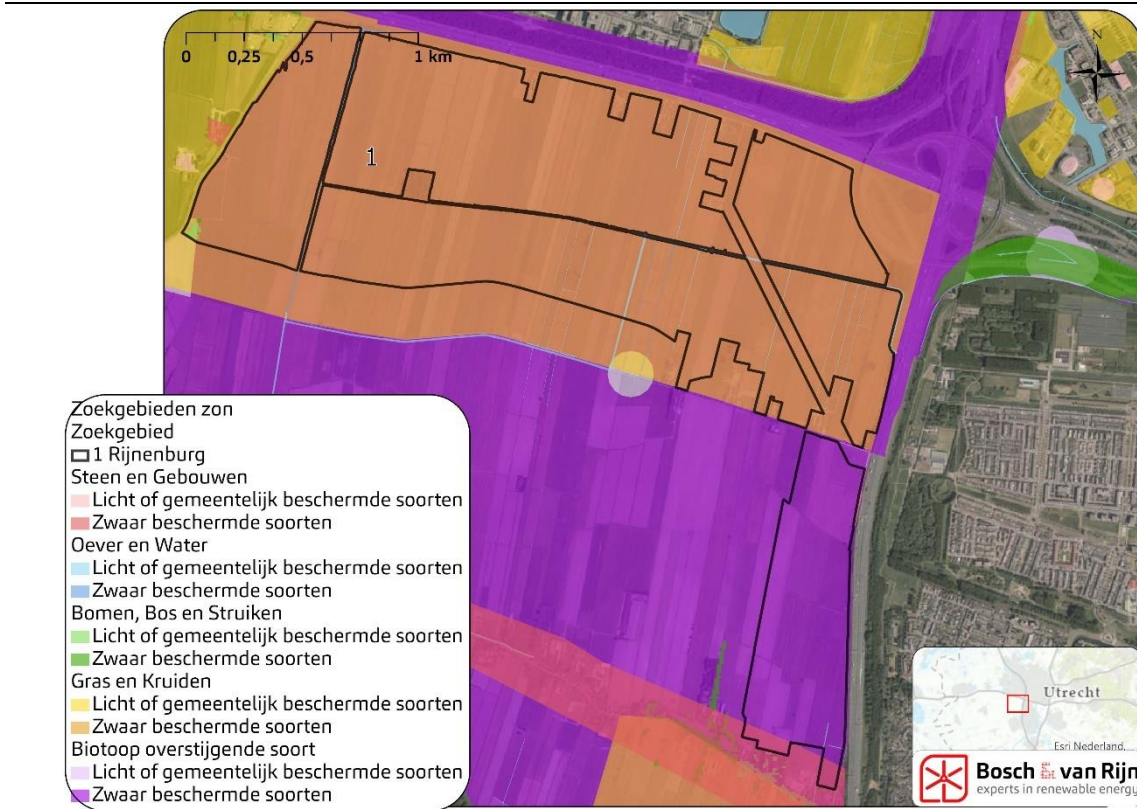 0 0,25 0,5 1 km
N
1
Zoekgebieden zon
Zoekgebied
1 Rijnenburg
Steen en Gebouwen
Licht of gemeentelijk beschermde soorten
Zwaar beschermde soorten
Oever en Water
Licht of gemeentelijk beschermde soorten
Zwaar beschermde soorten
Bomen, Bos en Struiken
Licht of gemeentelijk beschermde soorten
Zwaar beschermde soorten
Gras en Kruiden
Licht of gemeentelijk beschermde soorten
Zwaar beschermde soorten
Biotoop overstijgende soort
Licht of gemeentelijk beschermde soorten
Zwaar beschermde soorten
Utrecht
Esri Nederland,
Bosch & van Rijn
experts in renewable energy